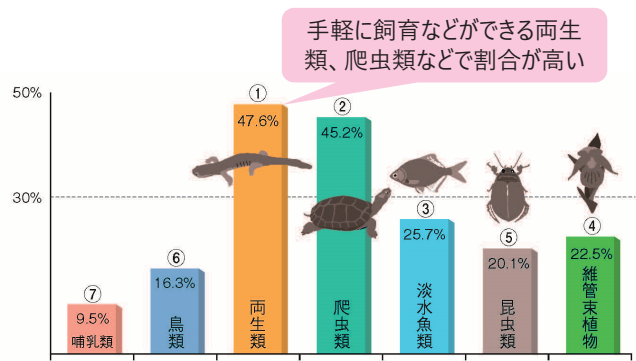 手軽に飼育などができる両生
類、爬虫類などで割合が高い
50%
30%
①
47.6%
両生類
②
45.2%
爬虫類
③
25.7%
淡水魚類
④
22.5%
維管束植物
⑤
20.1%
昆虫類
⑥
16.3%
鳥類
⑦
9.5%
哺乳類